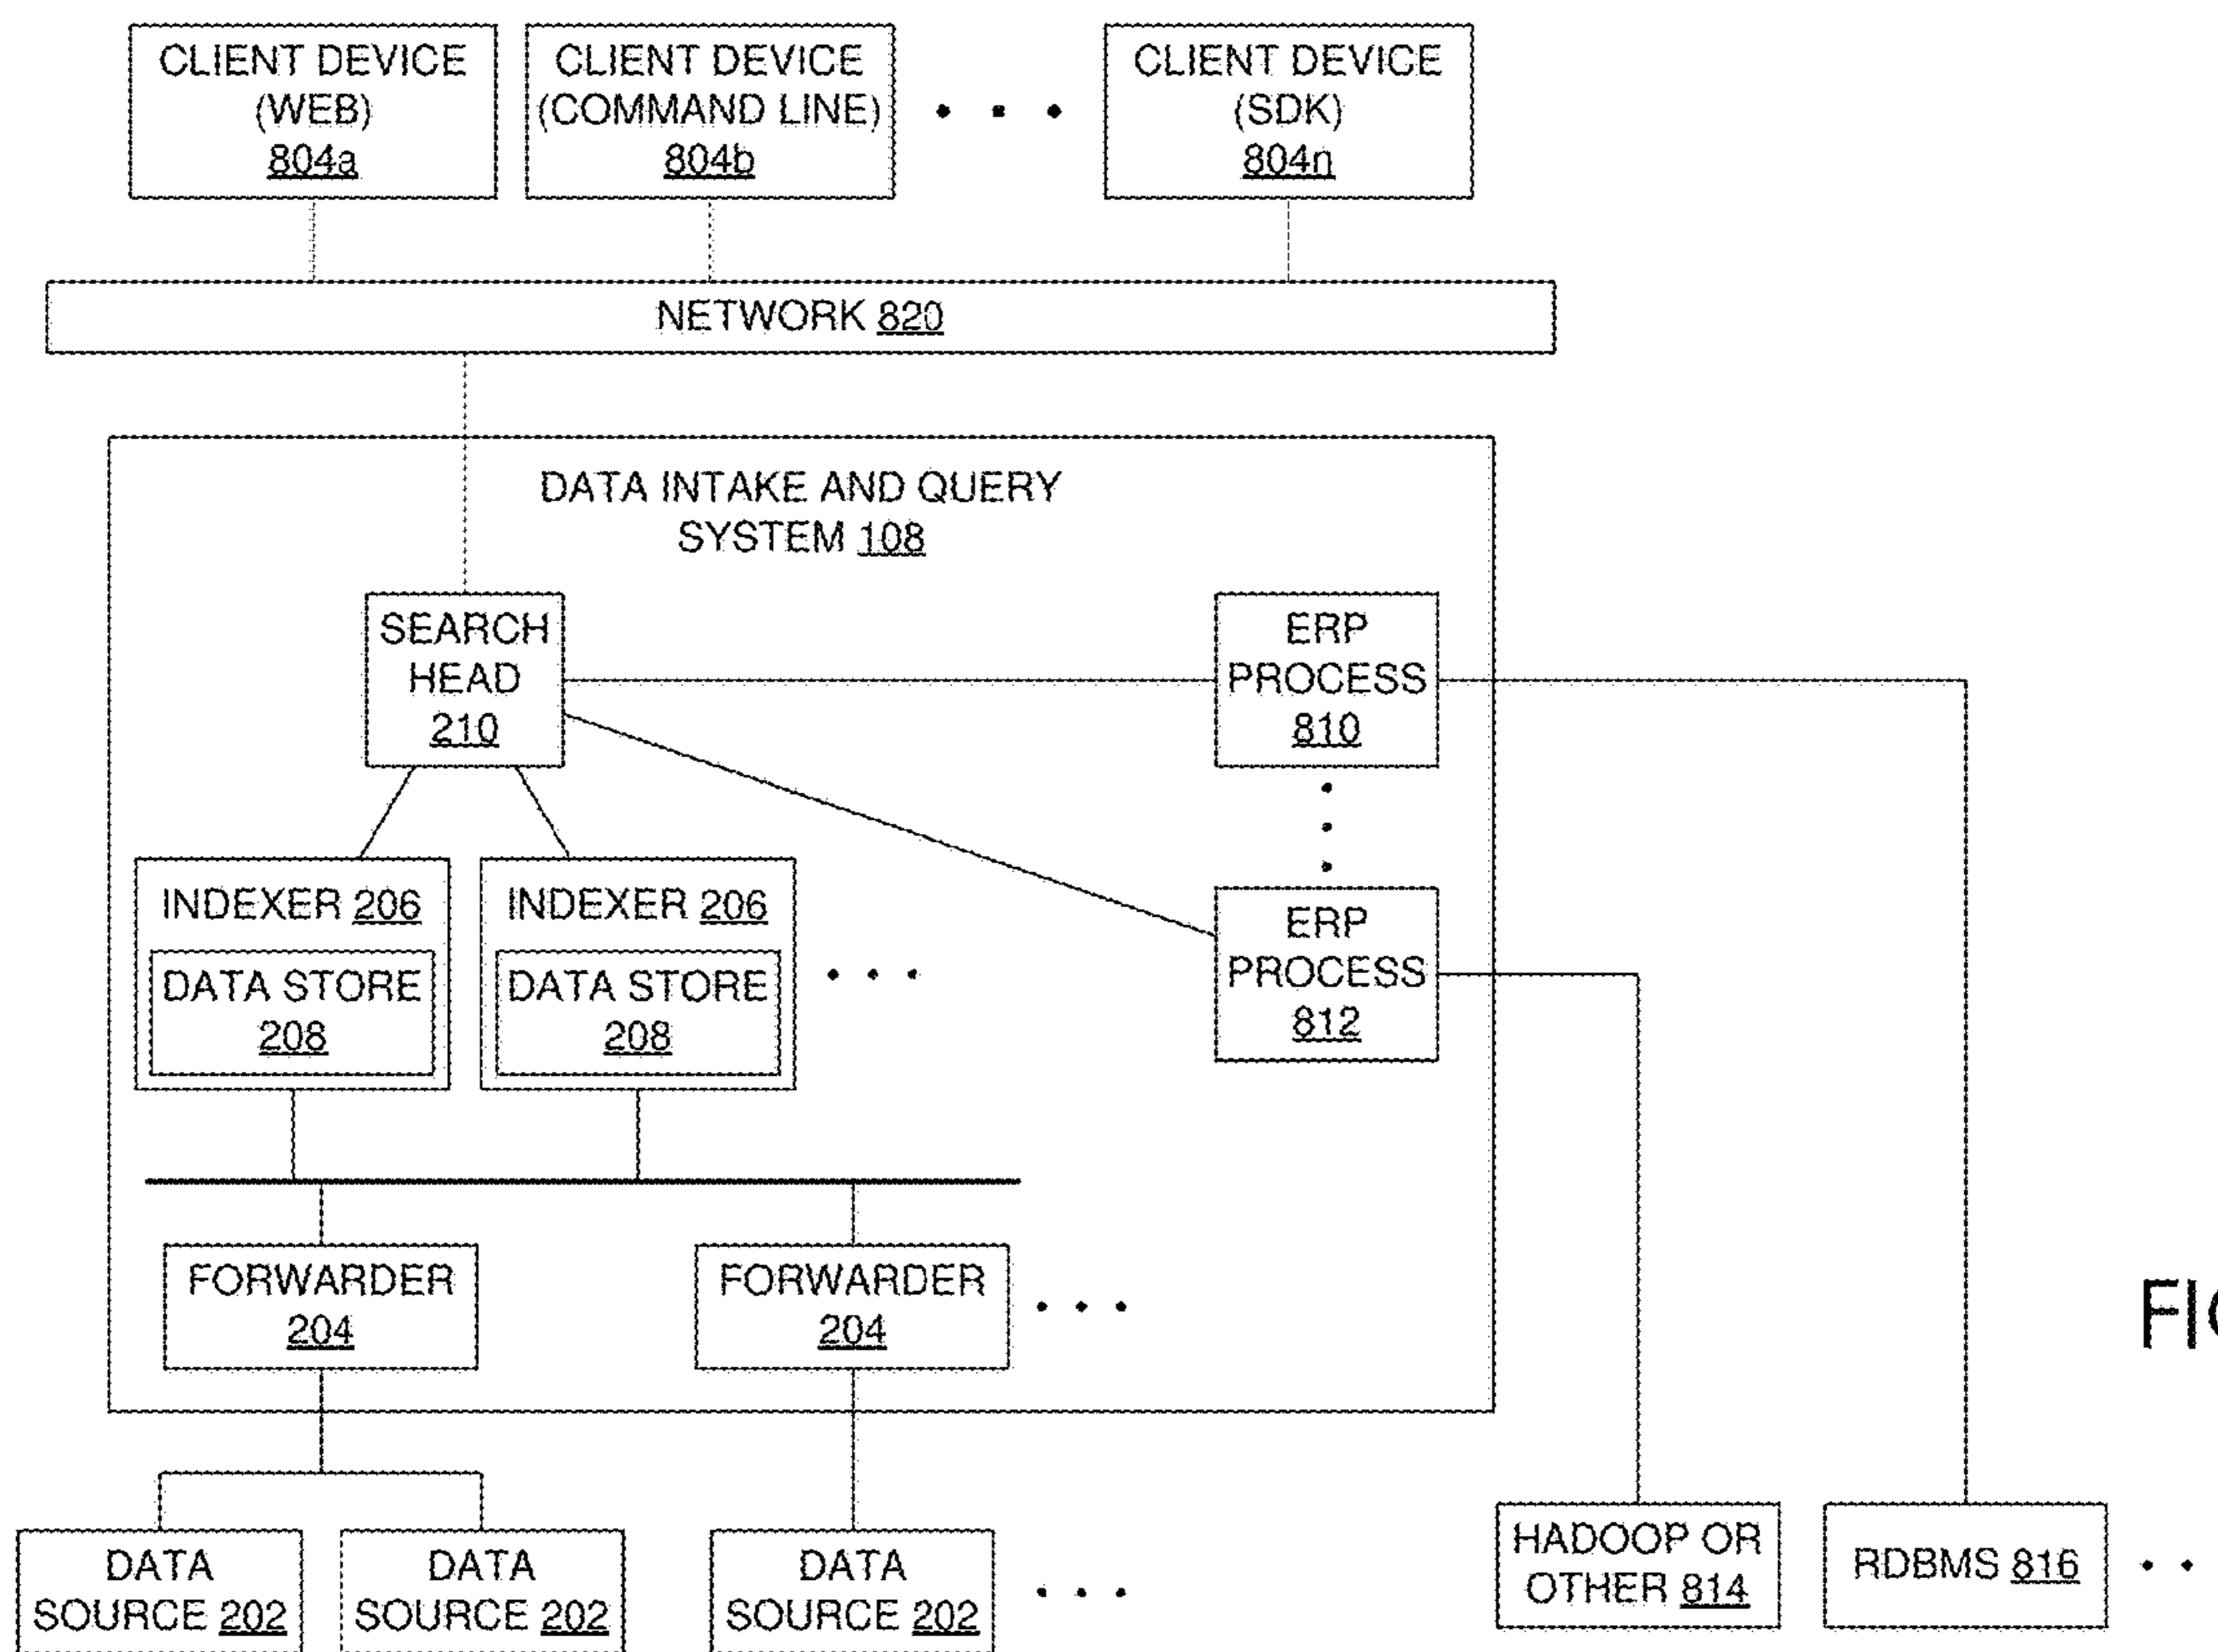 CLIENT DEVICE
(WEB)
804a
CLIENT DEVICE
(COMMAND LINE)
804b
CLIENT DEVICE
(SDK)
804n
NETWORK 820
DATA INTAKE AND QUERY
SYSTEM 108
SEARCH
HEAD
210
ERP
PROCESS
810
INDEXER 206
DATA STORE
208
INDEXER 206
DATA STORE
208
ERP
PROCESS
812
FORWARDER
204
FORWARDER
204
DATA
SOURCE 202
DATA
SOURCE 202
DATA
SOURCE 202
HADOOP OR
OTHER 814
RDBMS 816